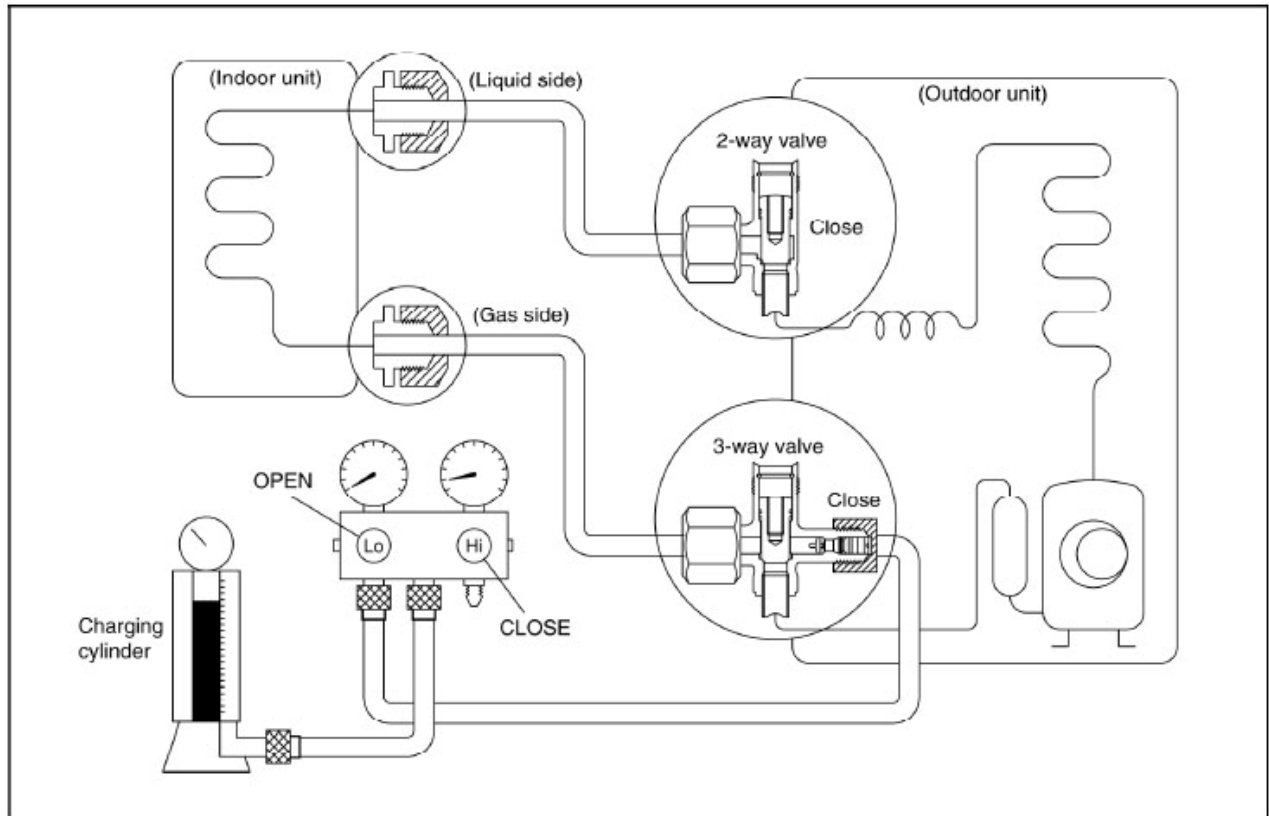 (Indoor unit)
(Liquid side)
(Outdoor unit)
2-way valve
Close
(Gas side)
3-way valve
Close
OPEN
Lo
Hi
CLOSE
Charging
cylinder